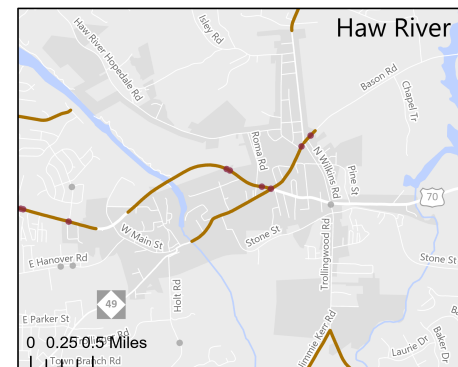 Haw River
Isley Rd
Haw River Hopedale Rd
Bason Rd
Chapel Tr
Roma Rd
N Wilkins Rd
Pine St
70
W Main St
Stone St
Trollingwood Rd
E Hanover Rd
Stone St
49
Holt Rd
E Parker St
Jimmie Kerr Rd
Laurie Dr
Baker Dr
0 0.25 0.5 Miles
Town Branch Rd